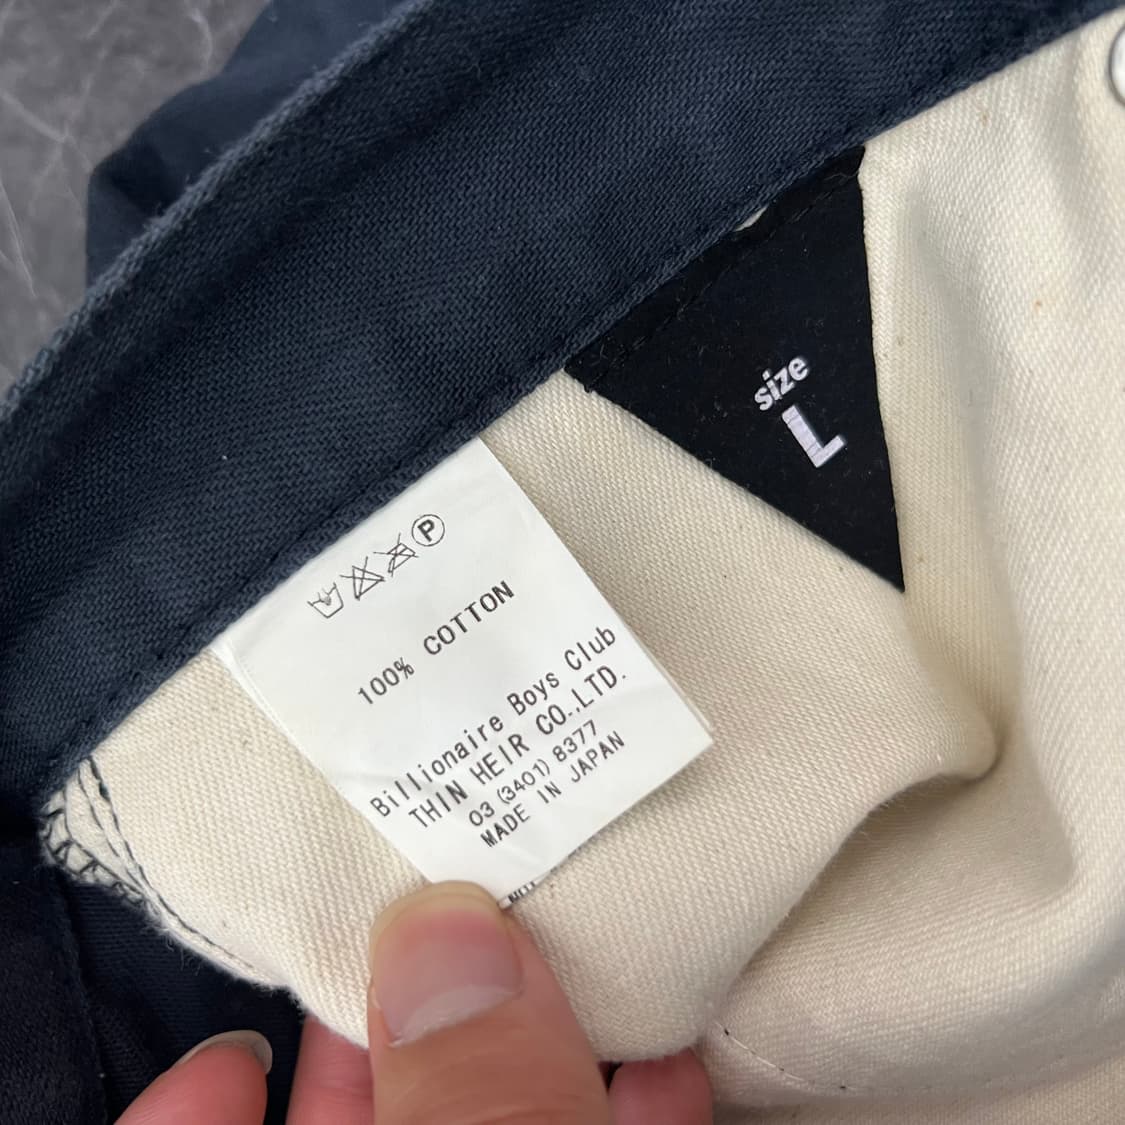 size
L
P
100% COTTON
Billionaire Boys Club
THIN HEIR CO.,LTD.
03 (3401) 8377
MADE IN JAPAN